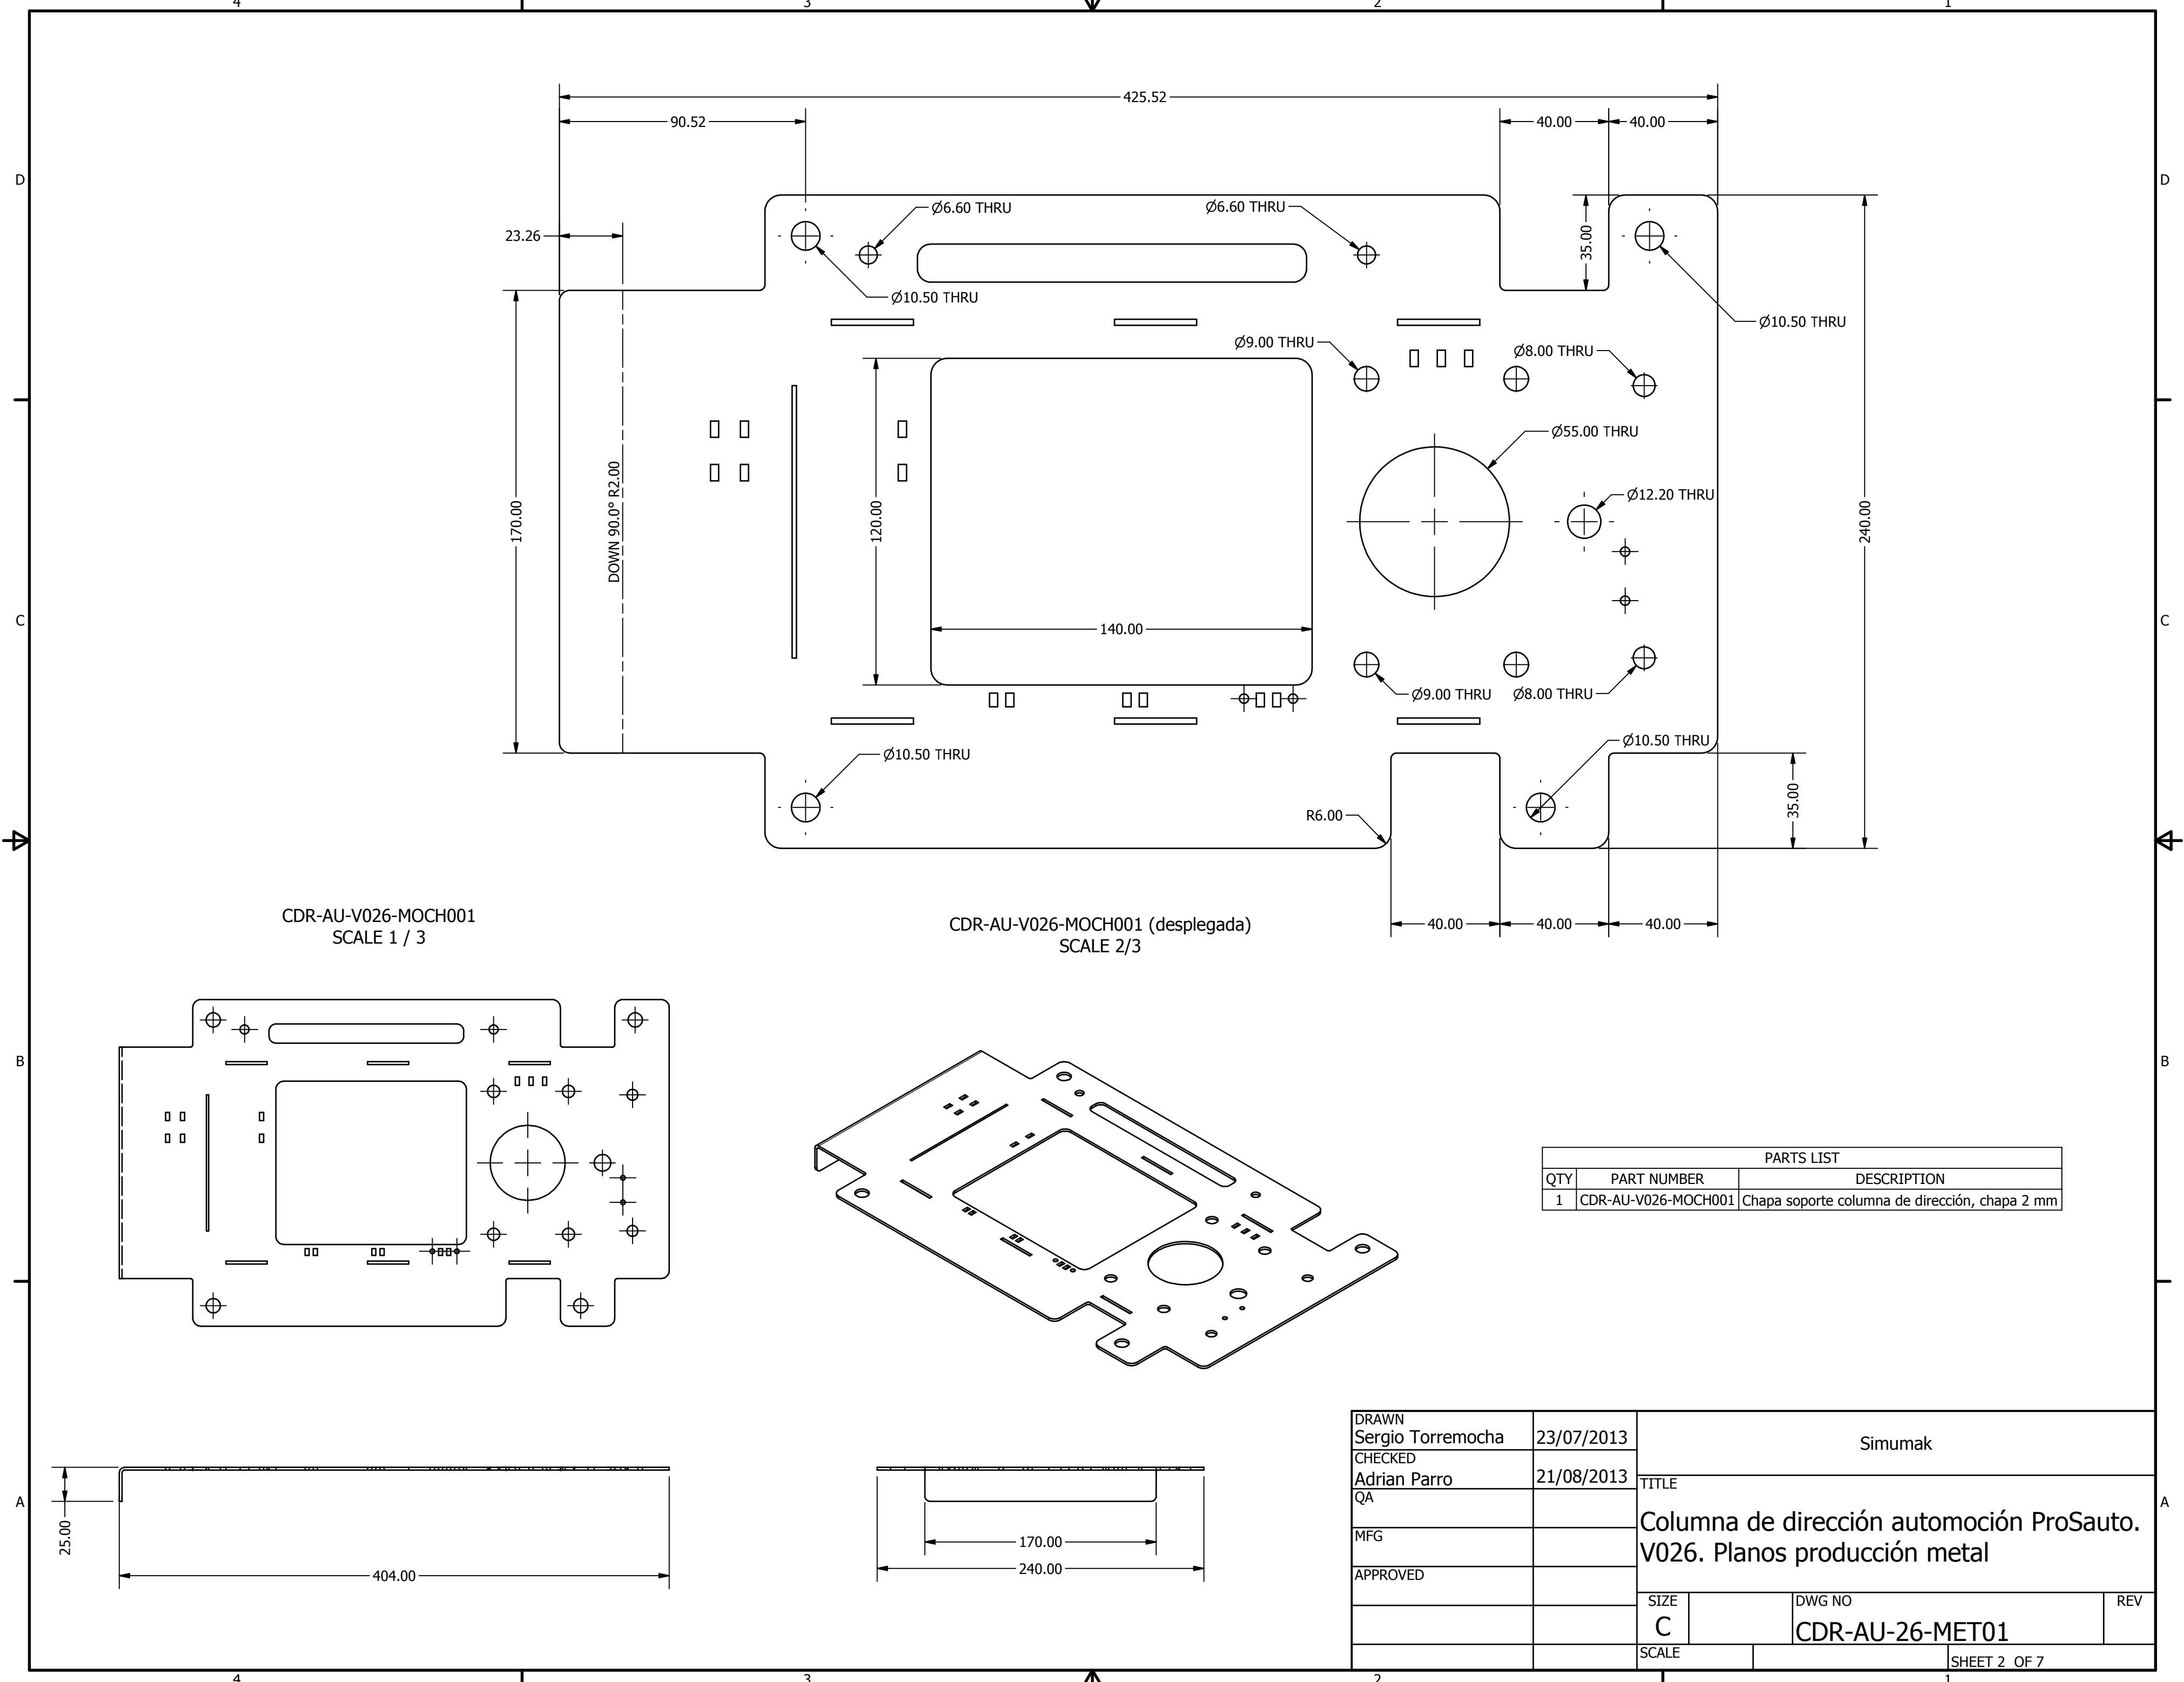 4 3 2 1
425.52
90.52 40.00 40.00
D D
Ø6.60 THRU Ø6.60 THRU
23.26 35.00
Ø10.50 THRU
Ø10.50 THRU
Ø9.00 THRU Ø8.00 THRU
Ø55.00 THRU
DOWN 90.0° R2.00
Ø12.20 THRU
170.00 120.00 240.00
C C
140.00
Ø9.00 THRU Ø8.00 THRU
Ø10.50 THRU
Ø10.50 THRU
35.00
R6.00
40.00 40.00 40.00
CDR-AU-V026-MOCH001
SCALE 1 / 3
CDR-AU-V026-MOCH001 (desplegada)
SCALE 2/3
B B
PARTS LIST
QTY PART NUMBER DESCRIPTION
1 CDR-AU-V026-MOCH001 Chapa soporte columna de dirección, chapa 2 mm
A A
25.00
404.00
170.00
240.00
DRAWN
Sergio Torremocha 23/07/2013
CHECKED
Adrian Parro 21/08/2013
QA
MFG
APPROVED
Simumak
TITLE
Columna de dirección automoción ProSauto.
V026. Planos producción metal
SIZE
C
DWG NO
CDR-AU-26-MET01
REV
SCALE
SHEET 2 OF 7
4 3 2 1